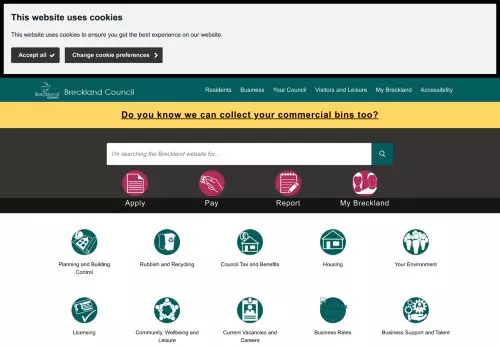 This website uses cookies
This website uses cookies to ensure you get the best experience on our website.
Accept all
Change cookie preferences
Breckland
Breckland Council
Residents
Business
Your Council
Visitors and Leisure
My Breckland
Accessibility
Do you know we can collect your commercial bins too?
I'm searching the Breckland website for...
Apply
Pay
Report
My Breckland
Planning and Building
Control
Rubbish and Recycling
Council Tax and Benefits
Housing
Your Environment
Licensing
Community, Wellbeing and
Leisure
Current Vacancies and
Careers
Business Rates
Business Support and Talent